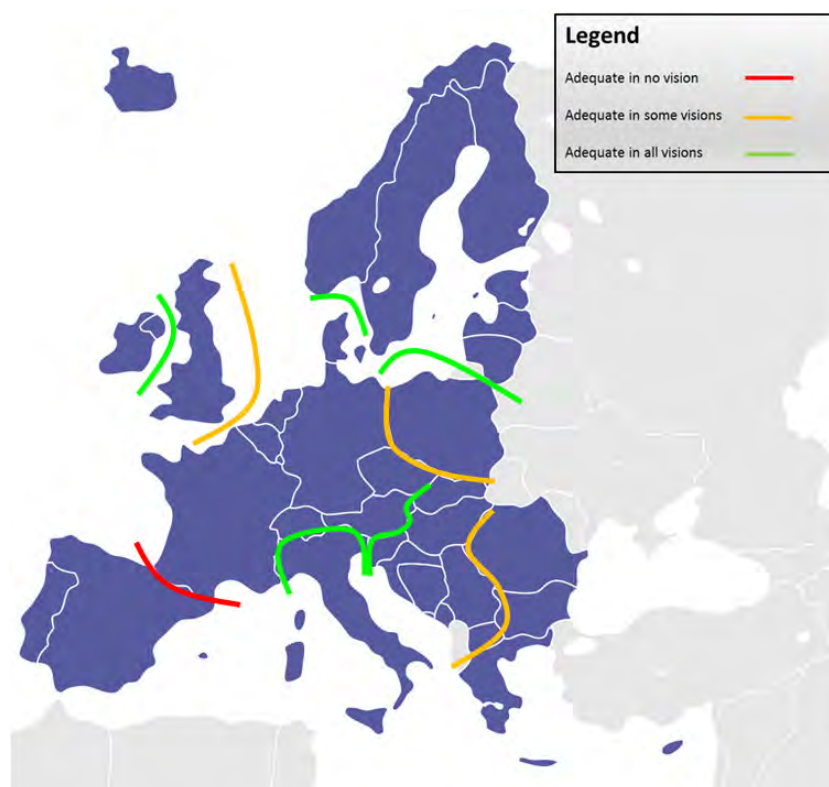 Legend
Adequate in no vision
Adequate in some visions
Adequate in all visions